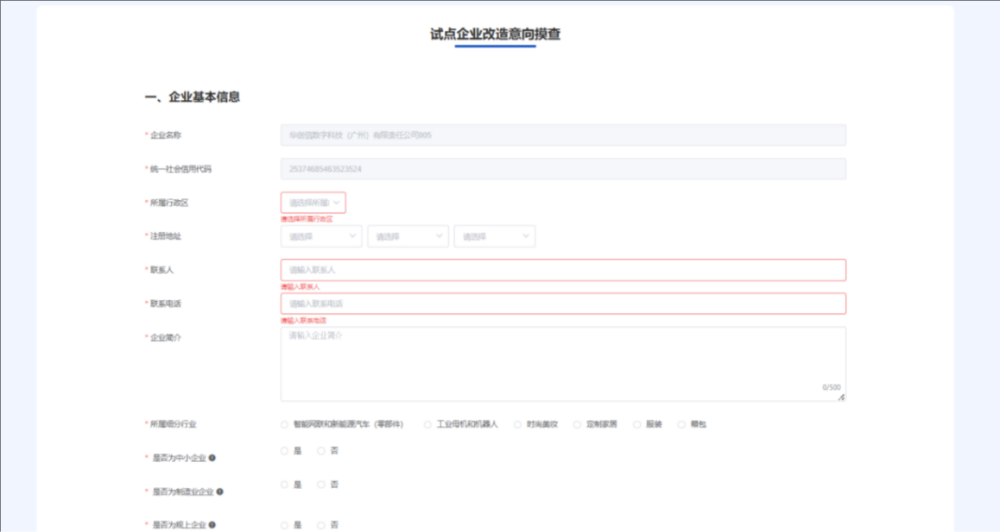 试点企业改造意向摸查
一、企业基本信息
* 企业名称 华创信数字科技（广州）有限责任公司005
* 统一社会信用代码 25374685463523524
* 所属行政区 请选择所属
请选择所属行政区
* 注册地址 请选择 请选择 请选择
* 联系人 请输入联系人
请输入联系人
* 联系电话 请输入联系电话
请输入联系电话
* 企业简介 请输入企业简介
0/500
* 所属细分行业 智能网联和新能源汽车（零部件） 工业母机和机器人 时尚美妆 定制家居 服装 箱包
* 是否为中小企业 是 否
* 是否为制造业企业 是 否
* 是否为规上企业 是 否